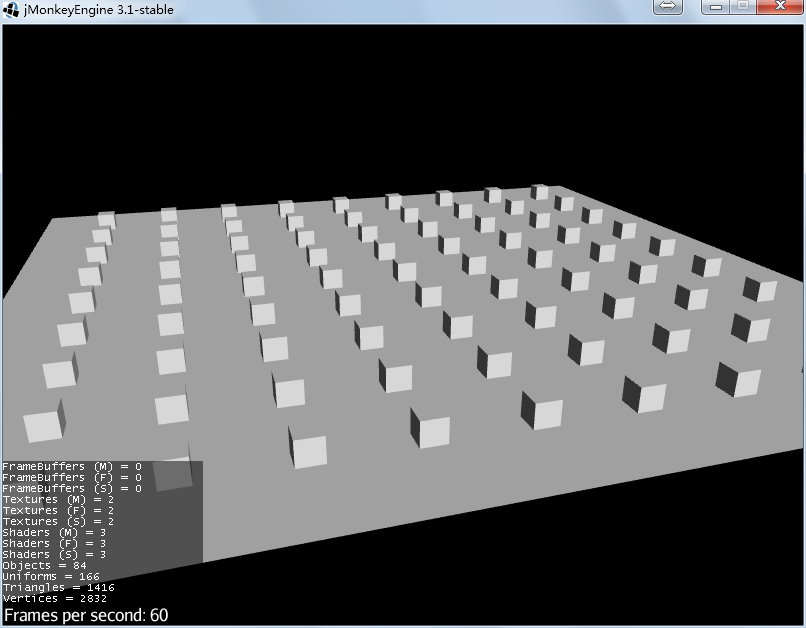 jMonkeyEngine 3.1-stable
FrameBuffers (M) = 0
FrameBuffers (F) = 0
FrameBuffers (S) = 0
Textures (M) = 2
Textures (F) = 2
Textures (S) = 2
Shaders (M) = 3
Shaders (F) = 3
Shaders (S) = 3
Objects = 84
Uniforms = 166
Triangles = 1416
Vertices = 2832
Frames per second: 60